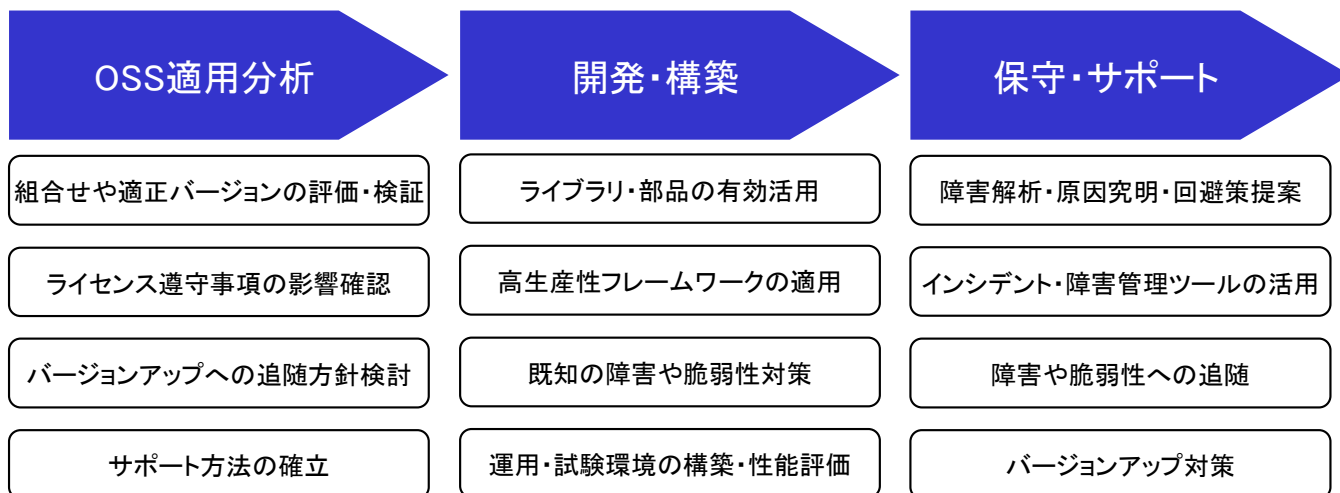 OSS適用分析
組合せや適正バージョンの評価・検証
ライセンス遵守事項の影響確認
バージョンアップへの追随方針検討
サポート方法の確立
開発・構築
ライブラリ・部品の有効活用
高生産性フレームワークの適用
既知の障害や脆弱性対策
運用・試験環境の構築・性能評価
保守・サポート
障害解析・原因究明・回避策提案
インシデント・障害管理ツールの活用
障害や脆弱性への追随
バージョンアップ対策